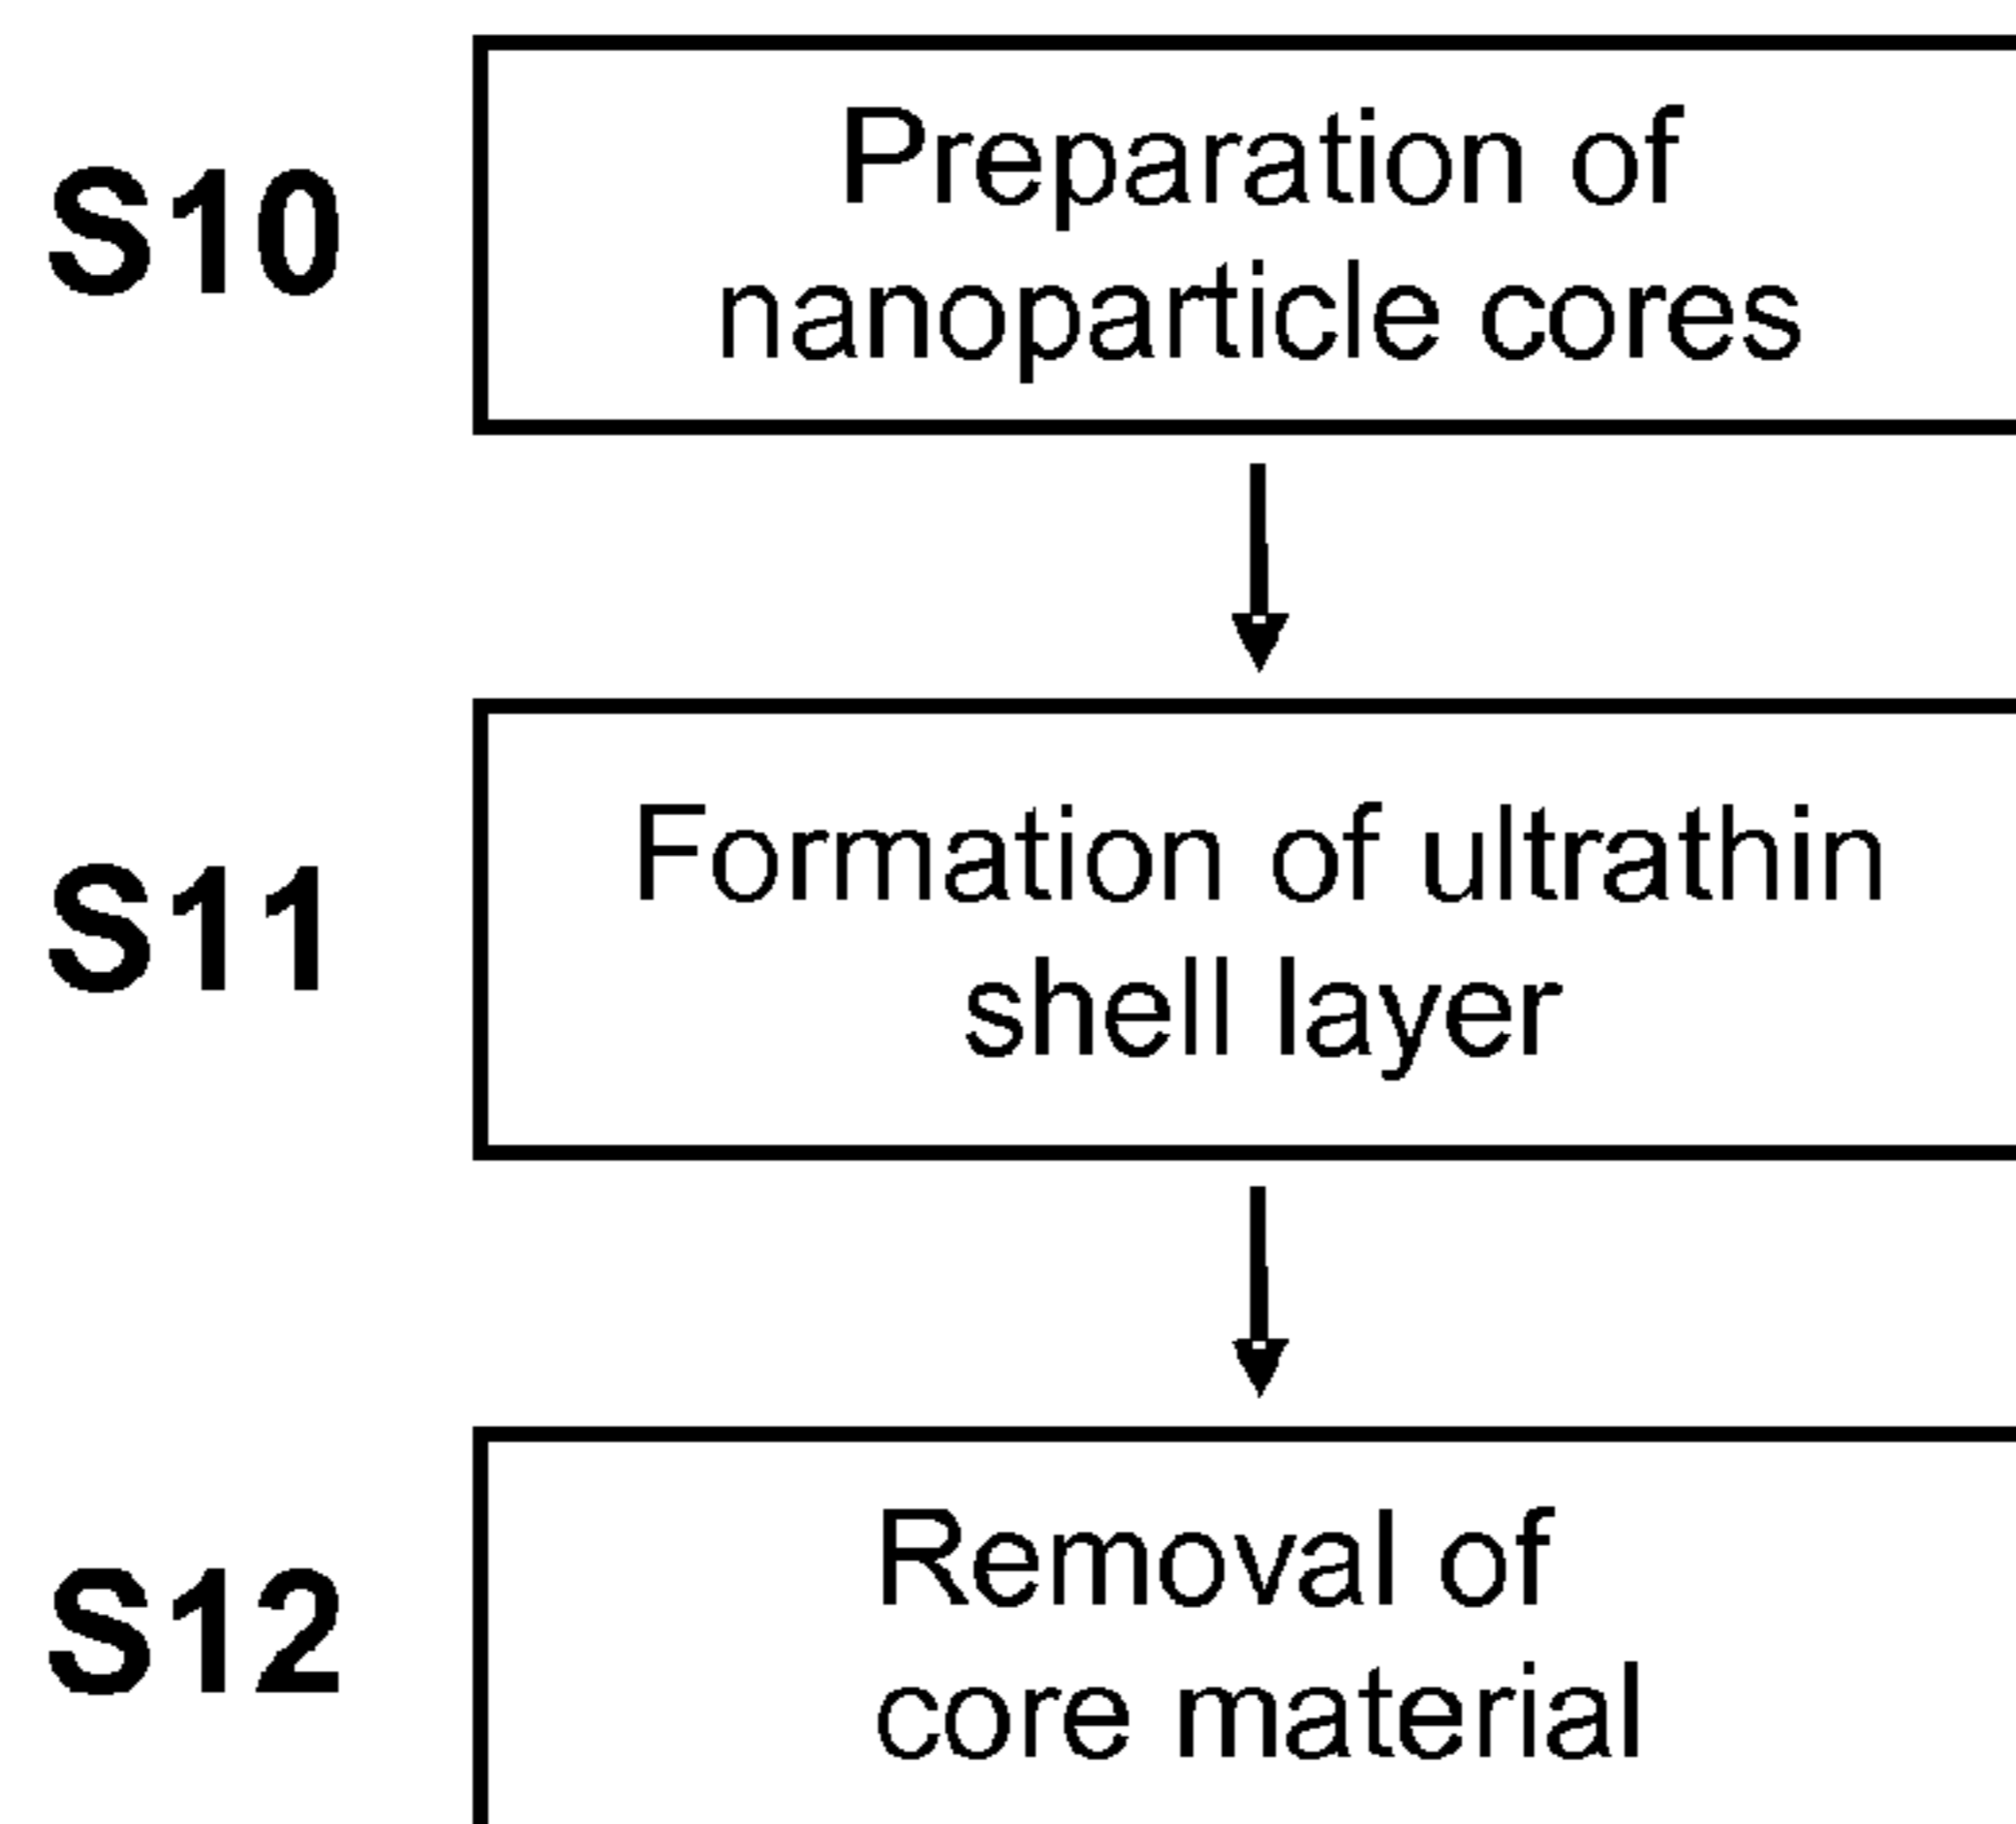 S10
Preparation of
nanoparticle cores
S11
Formation of ultrathin
shell layer
S12
Removal of
core material